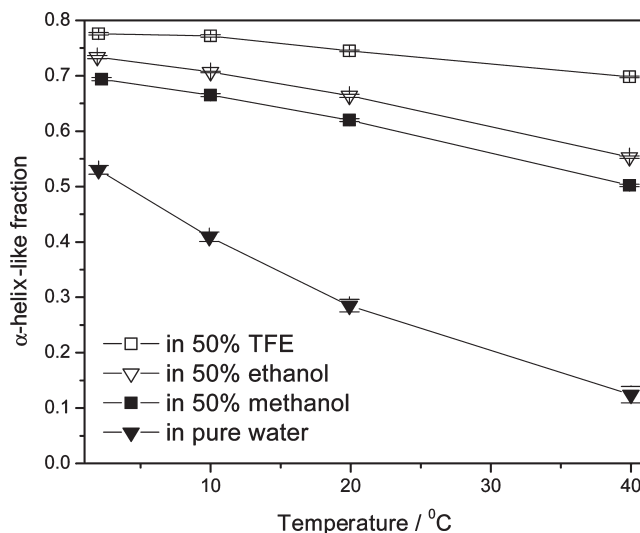 0.8
0.7
0.6
0.5
0.4
0.3
0.2
0.1
0.0
α-helix-like fraction
in 50% TFE
in 50% ethanol
in 50% methanol
in pure water
10 20 30 40
Temperature / ⁰C